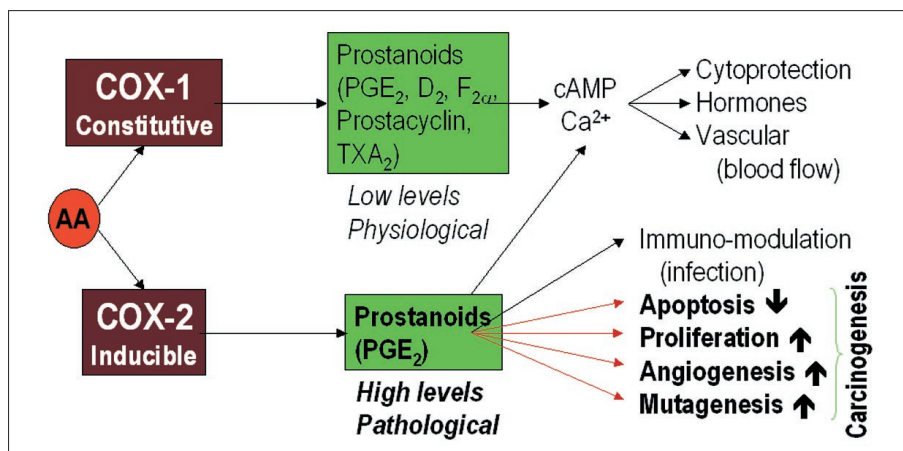 COX-1
Constitutive
AA
COX-2
Inducible
Prostanoids
(PGE₂, D₂, F₂α,
Prostacyclin,
TXA₂)
Low levels
Physiological
cAMP
Ca²⁺
Cytoprotection
Hormones
Vascular
(blood flow)
Prostanoids
(PGE₂)
High levels
Pathological
Immuno-modulation
(infection)
Apoptosis ↓
Proliferation ↑
Angiogenesis ↑
Mutagenesis ↑
Carcinogenesis